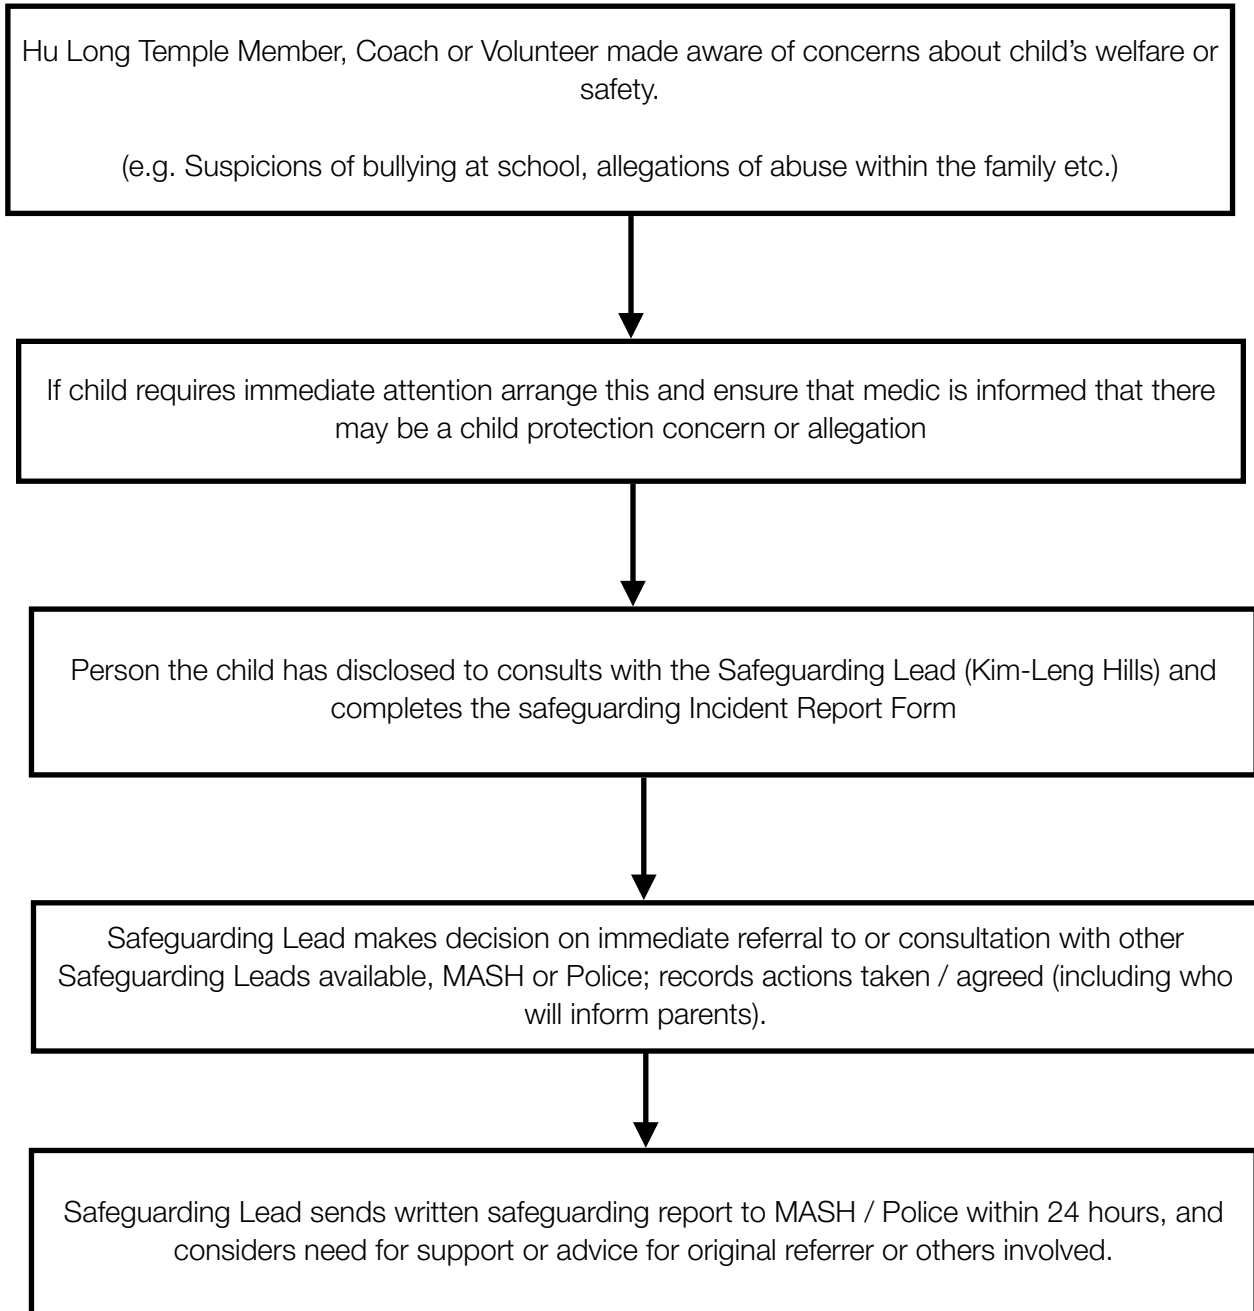 Hu Long Temple Member, Coach or Volunteer made aware of concerns about child’s welfare or
safety.
(e.g. Suspicions of bullying at school, allegations of abuse within the family etc.)
If child requires immediate attention arrange this and ensure that medic is informed that there
may be a child protection concern or allegation
Person the child has disclosed to consults with the Safeguarding Lead (Kim-Leng Hills) and
completes the safeguarding Incident Report Form
Safeguarding Lead makes decision on immediate referral to or consultation with other
Safeguarding Leads available, MASH or Police; records actions taken / agreed (including who
will inform parents).
Safeguarding Lead sends written safeguarding report to MASH / Police within 24 hours, and
considers need for support or advice for original referrer or others involved.